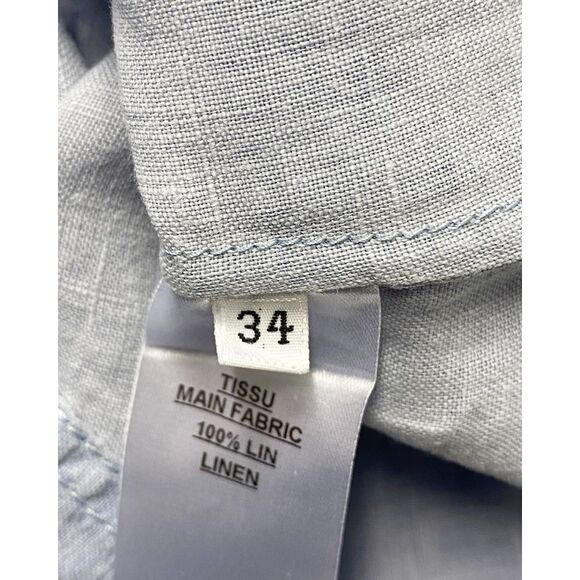 34
TISSU
MAIN FABRIC
100% LIN
LINEN